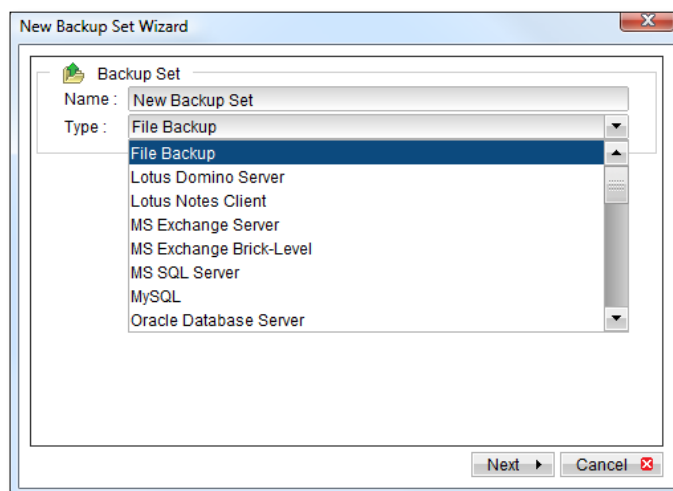 New Backup Set Wizard
Backup Set
Name : New Backup Set
Type : File Backup
File Backup
Lotus Domino Server
Lotus Notes Client
MS Exchange Server
MS Exchange Brick-Level
MS SQL Server
MySQL
Oracle Database Server
Next Cancel